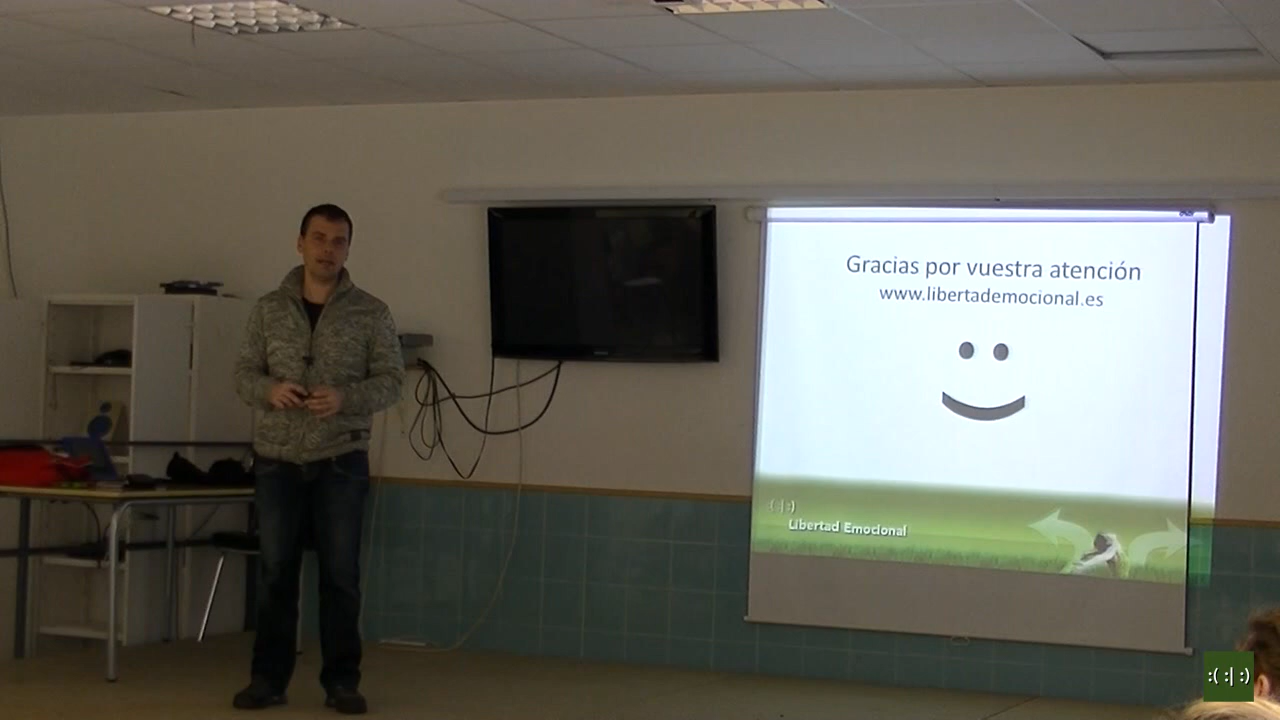 Gracias por vuestra atención
www.libertademocional.es
:( :| :)
Libertad Emocional
:( :| :)